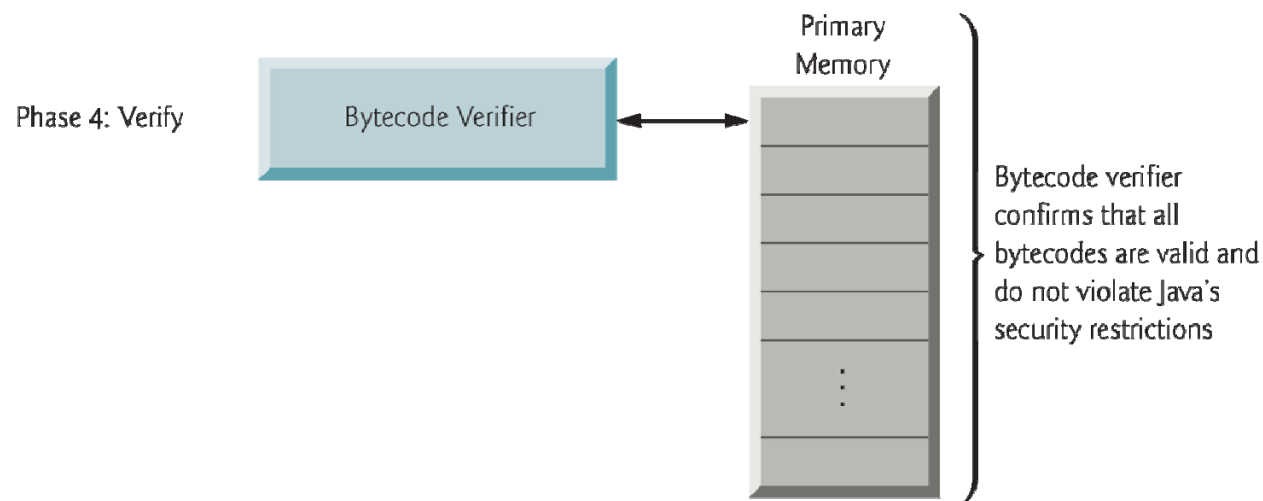 Phase 4: Verify
Bytecode Verifier
Primary
Memory
Bytecode verifier
confirms that all
bytecodes are valid and
do not violate Java's
security restrictions